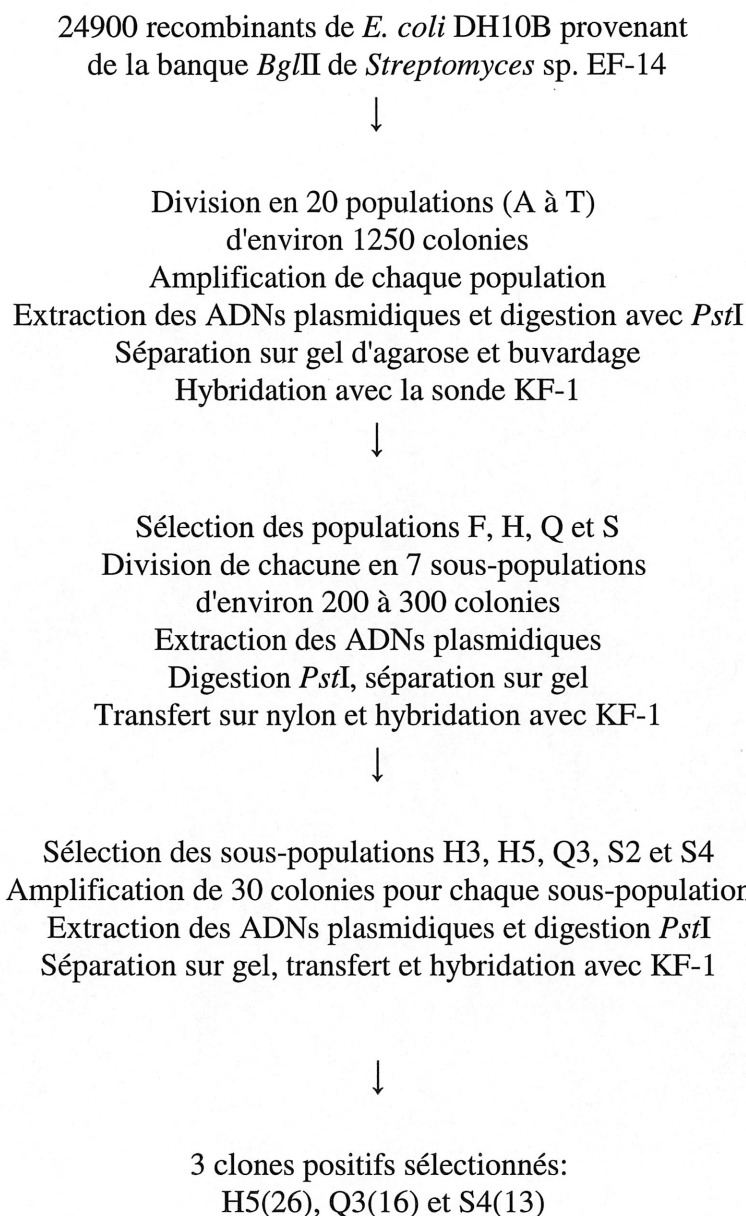 24900 recombinants de E. coli DH10B provenant
de la banque BglII de Streptomyces sp. EF-14
↓
Division en 20 populations (A à T)
d'environ 1250 colonies
Amplification de chaque population
Extraction des ADNs plasmidiques et digestion avec PstI
Séparation sur gel d'agarose et buvardage
Hybridation avec la sonde KF-1
↓
Sélection des populations F, H, Q et S
Division de chacune en 7 sous-populations
d'environ 200 à 300 colonies
Extraction des ADNs plasmidiques
Digestion PstI, séparation sur gel
Transfert sur nylon et hybridation avec KF-1
↓
Sélection des sous-populations H3, H5, Q3, S2 et S4
Amplification de 30 colonies pour chaque sous-population
Extraction des ADNs plasmidiques et digestion PstI
Séparation sur gel, transfert et hybridation avec KF-1
↓
3 clones positifs sélectionnés:
H5(26), Q3(16) et S4(13)